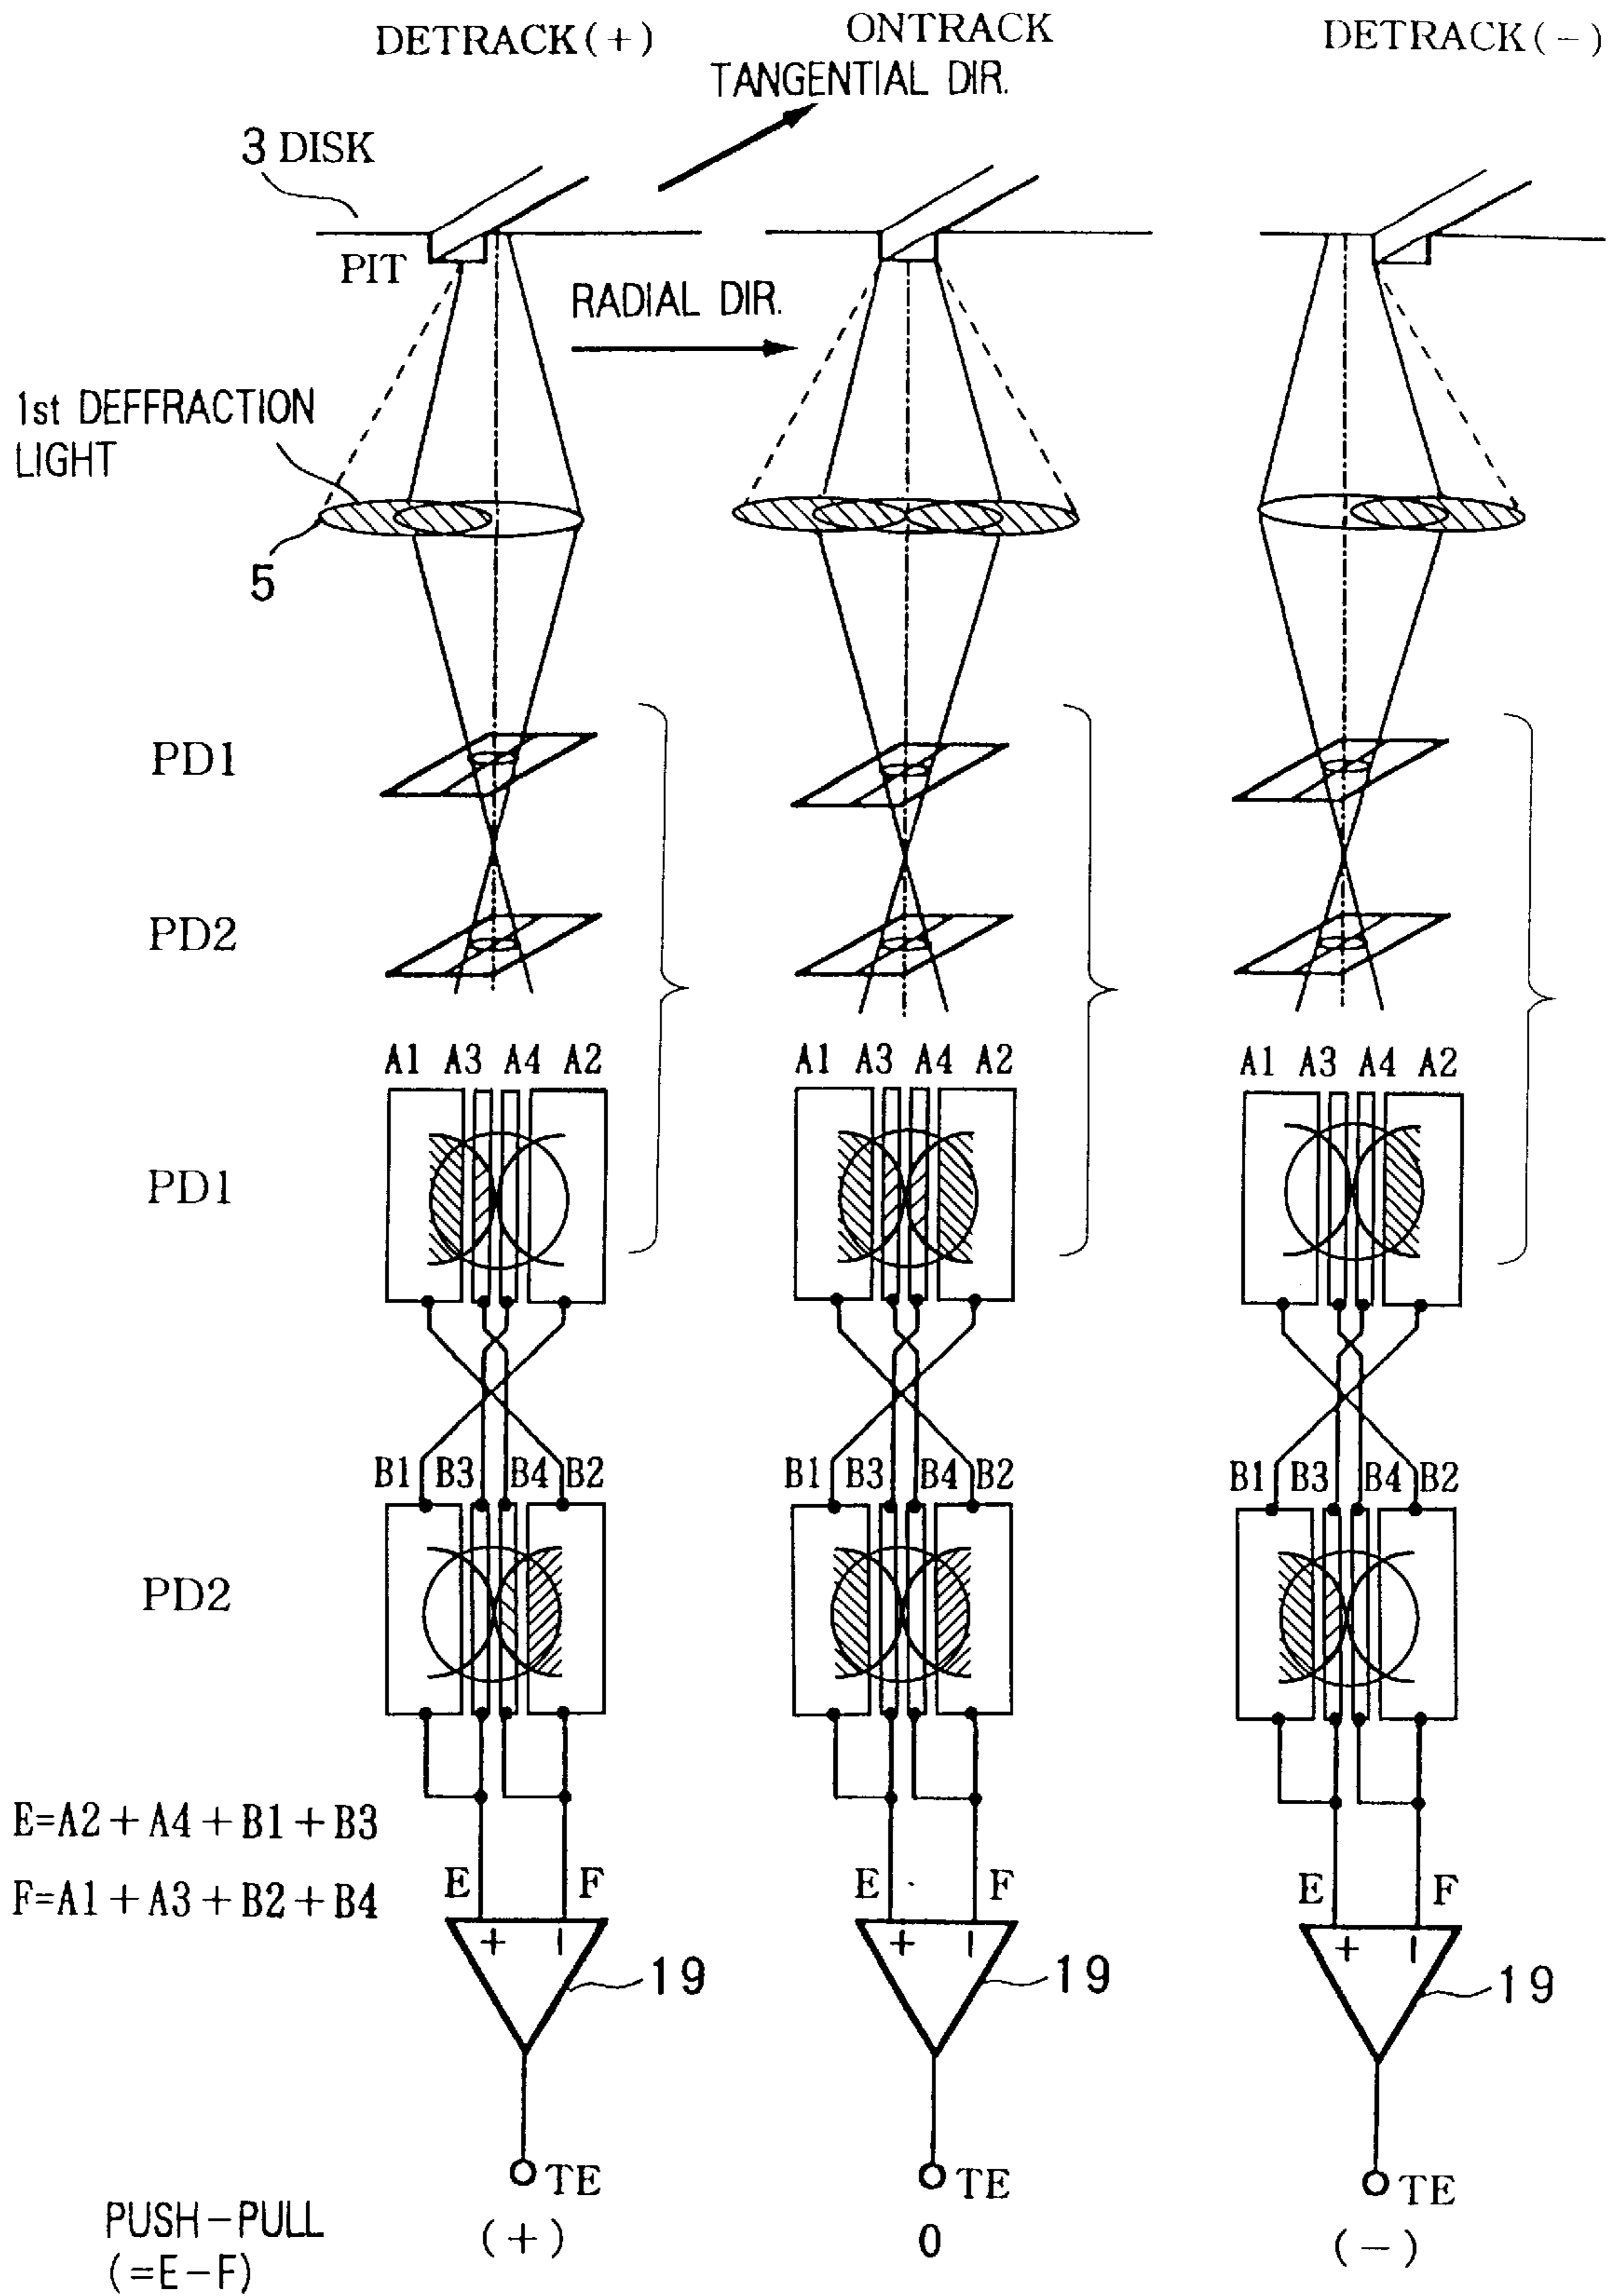 DETRACK(+)
ONTRACK
DETRACK(-)
TANGENTIAL DIR.
3 DISK
PIT
RADIAL DIR.
1st DEFFRACTION
LIGHT
5
PD1
PD2
A1 A3 A4 A2
A1 A3 A4 A2
A1 A3 A4 A2
PD1
B1 B3 B4 B2
B1 B3 B4 B2
B1 B3 B4 B2
PD2
E=A2+A4+B1+B3
F=A1+A3+B2+B4
E F
E F
E F
+ -
+ -
+ -
19
19
19
TE
TE
TE
PUSH-PULL
(=E-F)
(+)
0
(-)